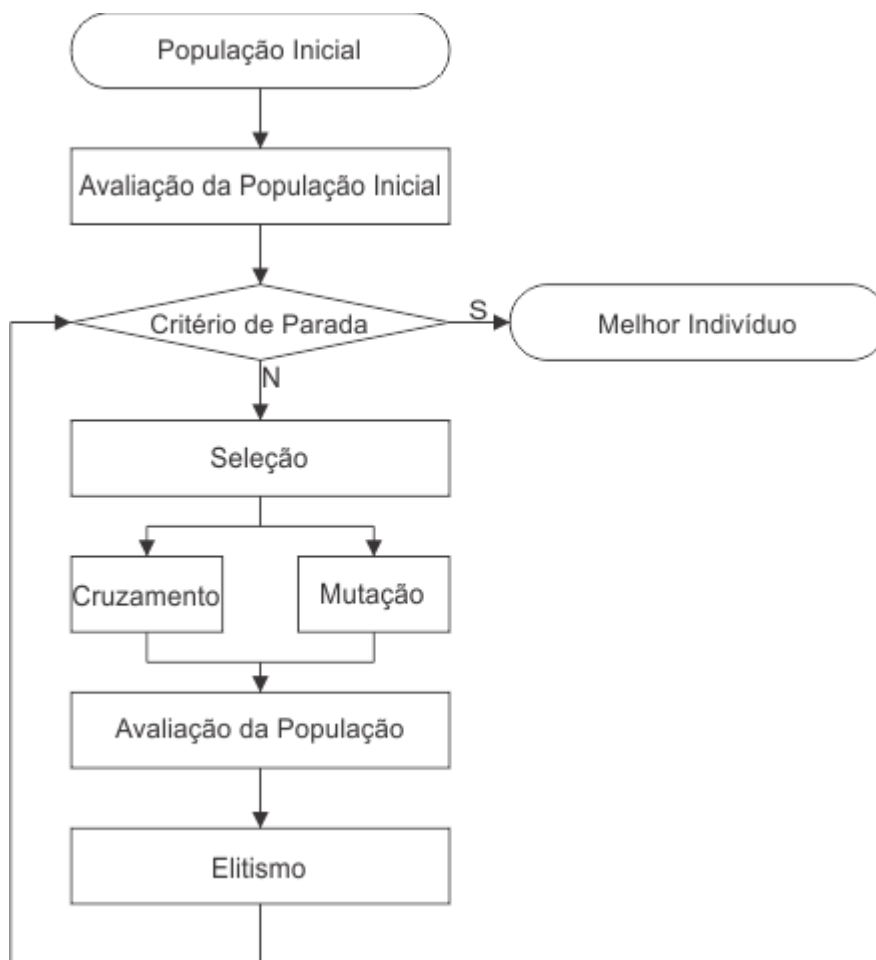 População Inicial
Avaliação da População Inicial
Critério de Parada
S
Melhor Indivíduo
N
Seleção
Cruzamento
Mutação
Avaliação da População
Elitismo